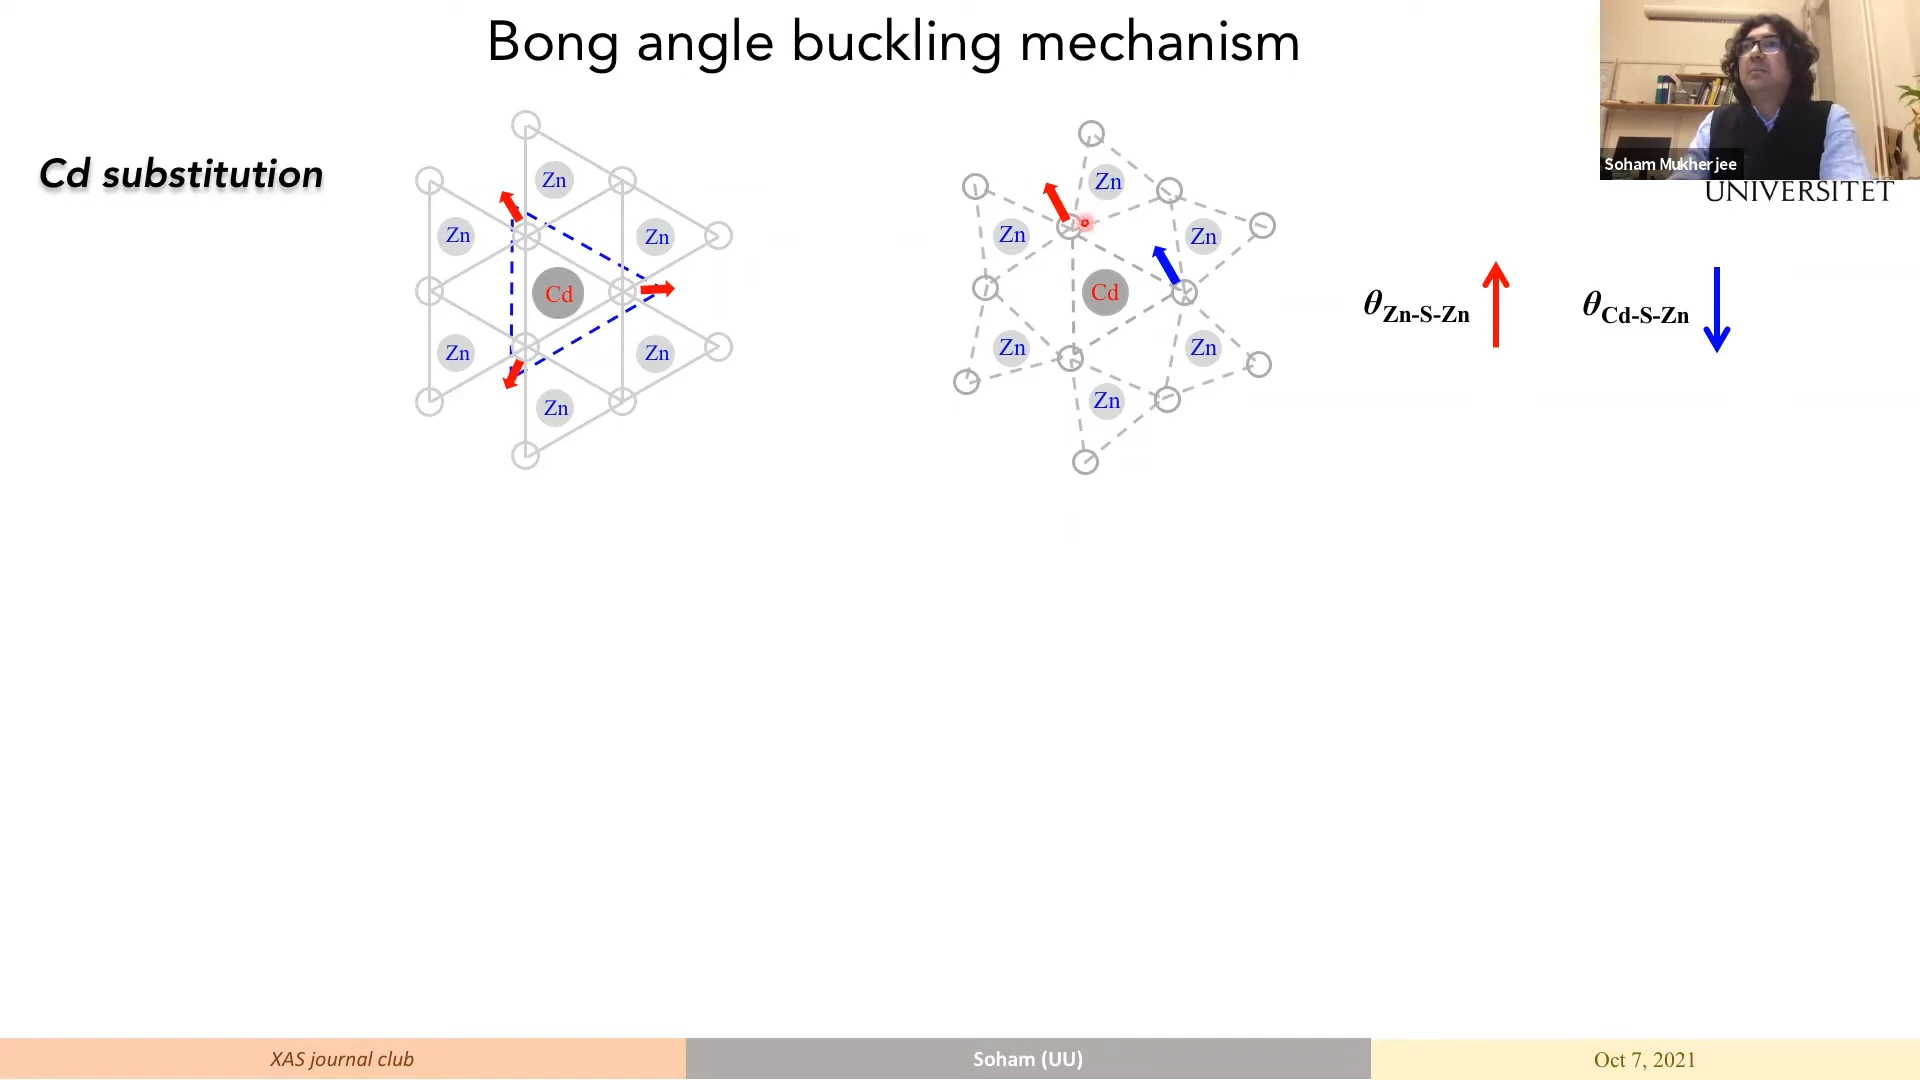 Bong angle buckling mechanism
Soham Mukherjee
UNIVERSITET
Cd substitution
Zn
Zn
Zn
Cd
Zn
Zn
Zn
Zn
Zn
Zn
Cd
Zn
Zn
Zn
θZn-S-Zn
θCd-S-Zn
XAS journal club
Soham (UU)
Oct 7, 2021